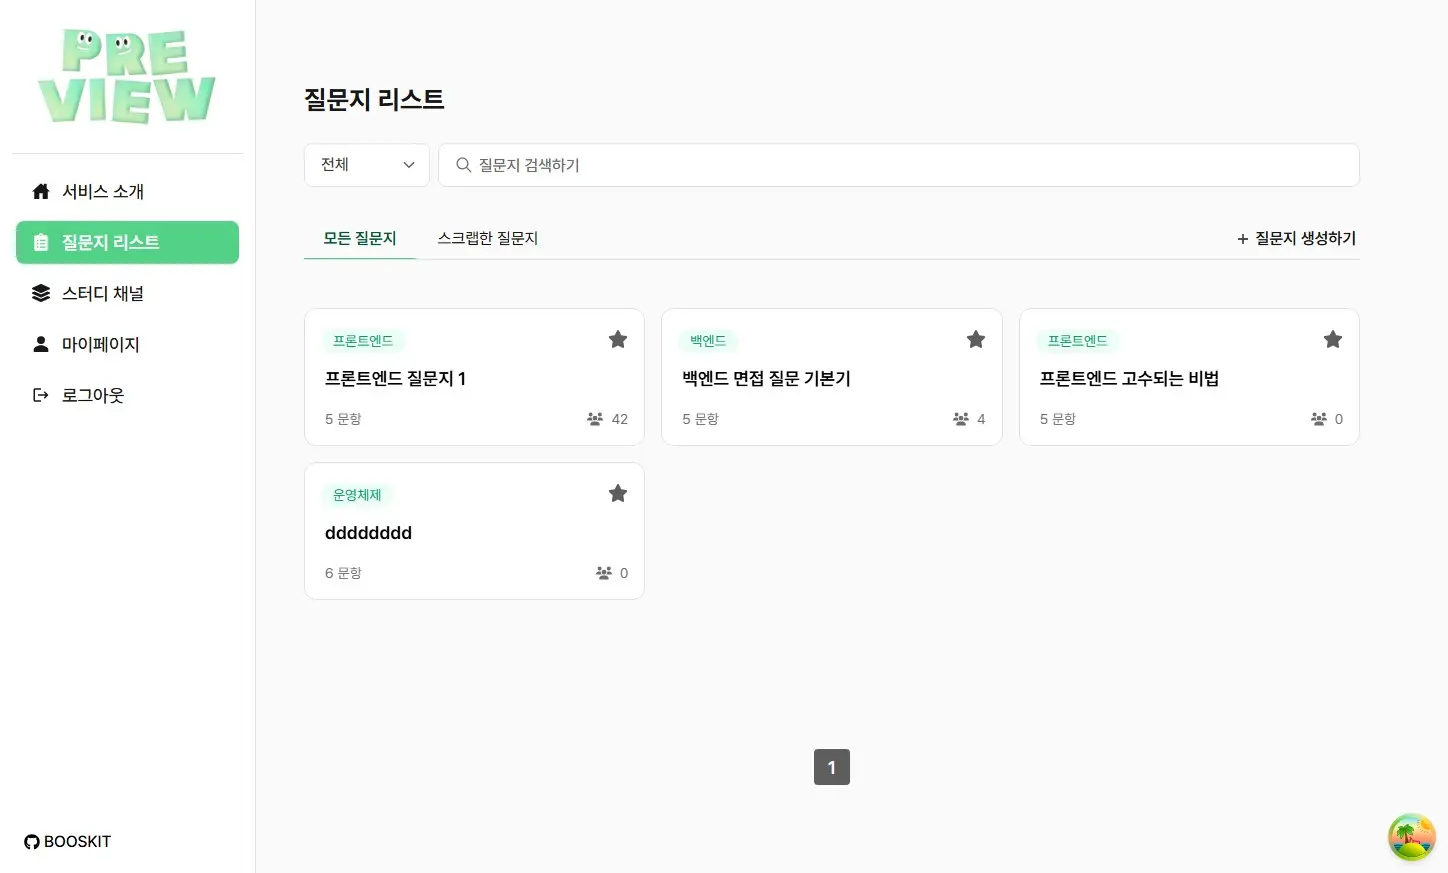 PRE
VIEW
서비스 소개
질문지 리스트
스터디 채널
마이페이지
로그아웃
BOOSKIT
질문지 리스트
전체
질문지 검색하기
모든 질문지
스크랩한 질문지
+ 질문지 생성하기
프론트엔드
프론트엔드 질문지 1
5 문항
42
백엔드
백엔드 면접 질문 기본기
5 문항
4
프론트엔드
프론트엔드 고수되는 비법
5 문항
0
운영체제
dddddddd
6 문항
0
1